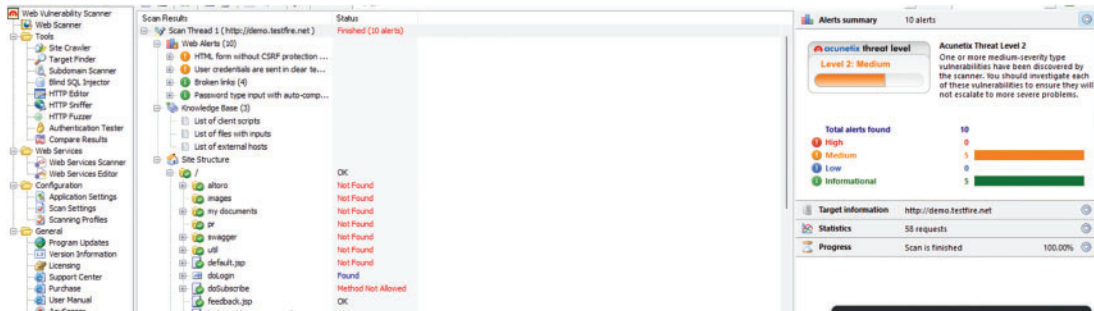 Web Vulnerability Scanner
Web Scanner
Tools
Site Crawler
Target Finder
Subdomain Scanner
Blind SQL Injector
HTTP Editor
HTTP Sniffer
HTTP Fuzzer
Authentication Tester
Compare Results
Web Services
Web Services Scanner
Web Services Editor
Configuration
Application Settings
Scan Settings
Scanning Profiles
General
Program Updates
Version Information
Licensing
Support Center
Purchase
User Manual
Scan Results Status
Scan Thread 1 ( http://demo.testfire.net ) Finished (10 alerts)
Web Alerts (10)
HTML form without CSRF protection ...
User credentials are sent in clear te...
Broken links (4)
Password type input with auto-comp...
Knowledge Base (3)
List of client scripts
List of files with inputs
List of external hosts
Site Structure
/ OK
altoro Not Found
images Not Found
my documents Not Found
pr Not Found
swagger Not Found
util Not Found
default.jsp Not Found
doLogin Found
doSubscribe Method Not Allowed
feedback.jsp OK
Alerts summary 10 alerts
acunetix threat level
Level 2: Medium
Acunetix Threat Level 2
One or more medium-severity type
vulnerabilities have been discovered by
the scanner. You should investigate each
of these vulnerabilities to ensure they will
not escalate to more severe problems.
Total alerts found 10
High 0
Medium 5
Low 0
Informational 5
Target information http://demo.testfire.net
Statistics 58 requests
Progress Scan is finished 100.00%